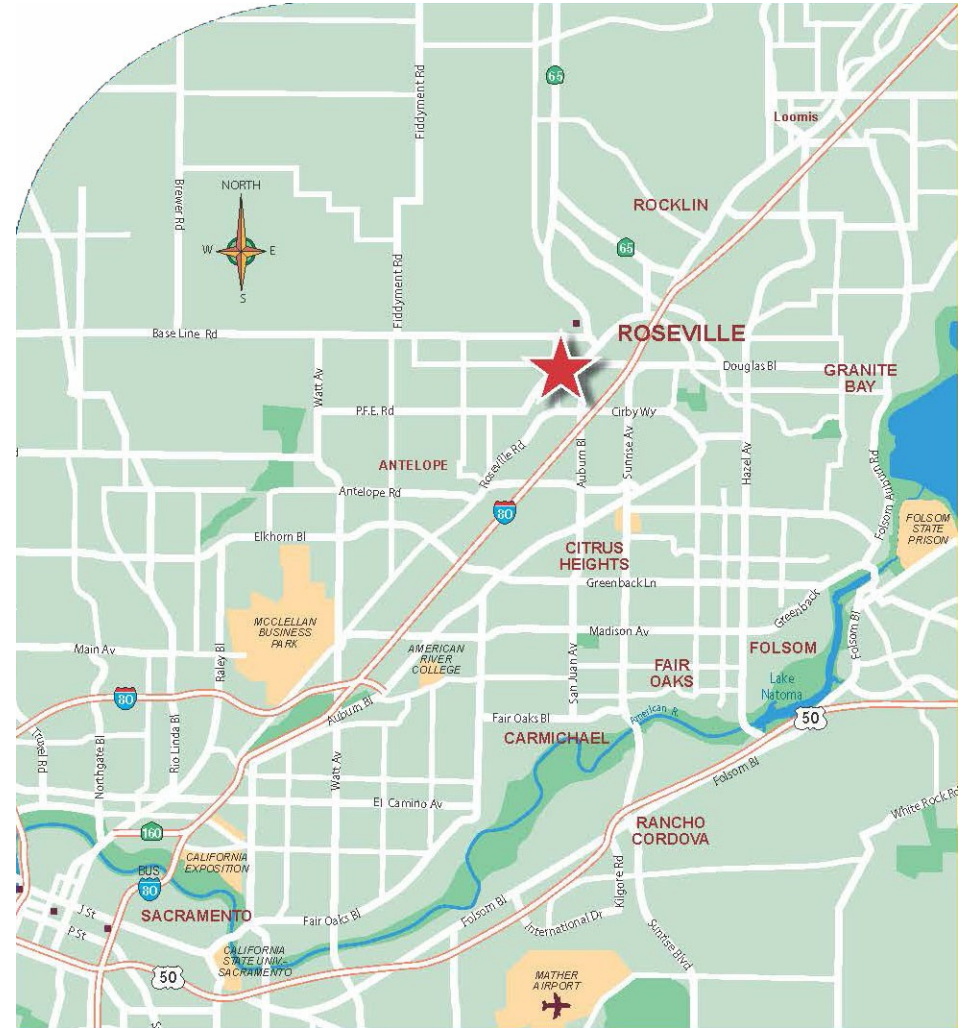 65
Fiddyment Rd
Loomis
Brewer Rd
NORTH
W
E
S
ROCKLIN
65
Fiddyment Rd
Base Line Rd
ROSEVILLE
Douglas Bl
GRANITE
BAY
Watt Av
P.F.E. Rd
Cirby Wy
Roseville Rd
Auburn Bl
Sunrise Av
Hazel Av
Folsom Auburn Rd
ANTELOPE
Antelope Rd
80
FOLSOM
STATE
PRISON
Elkhorn Bl
CITRUS
HEIGHTS
Greenback Ln
Greenback
MCCLELLAN
BUSINESS
PARK
Madison Av
Folsom Bl
Main Av
Raley Bl
AMERICAN
RIVER
COLLEGE
San Juan Av
FAIR
OAKS
FOLSOM
Lake
Natoma
80
Auburn Bl
Fair Oaks Bl
American R.
50
CARMICHAEL
Truxel Rd
Northgate Bl
Rio Linda Bl
Watt Av
Folsom Bl
El Camino Av
White Rock Rd
160
RANCHO
CORDOVA
CALIFORNIA
EXPOSITION
BUS
80
Kilgore Rd
J St
P St
SACRAMENTO
Fair Oaks Bl
Folsom Bl
International Dr
Sunrise Blvd
CALIFORNIA
STATE UNIV-
SACRAMENTO
50
MATHER
AIRPORT